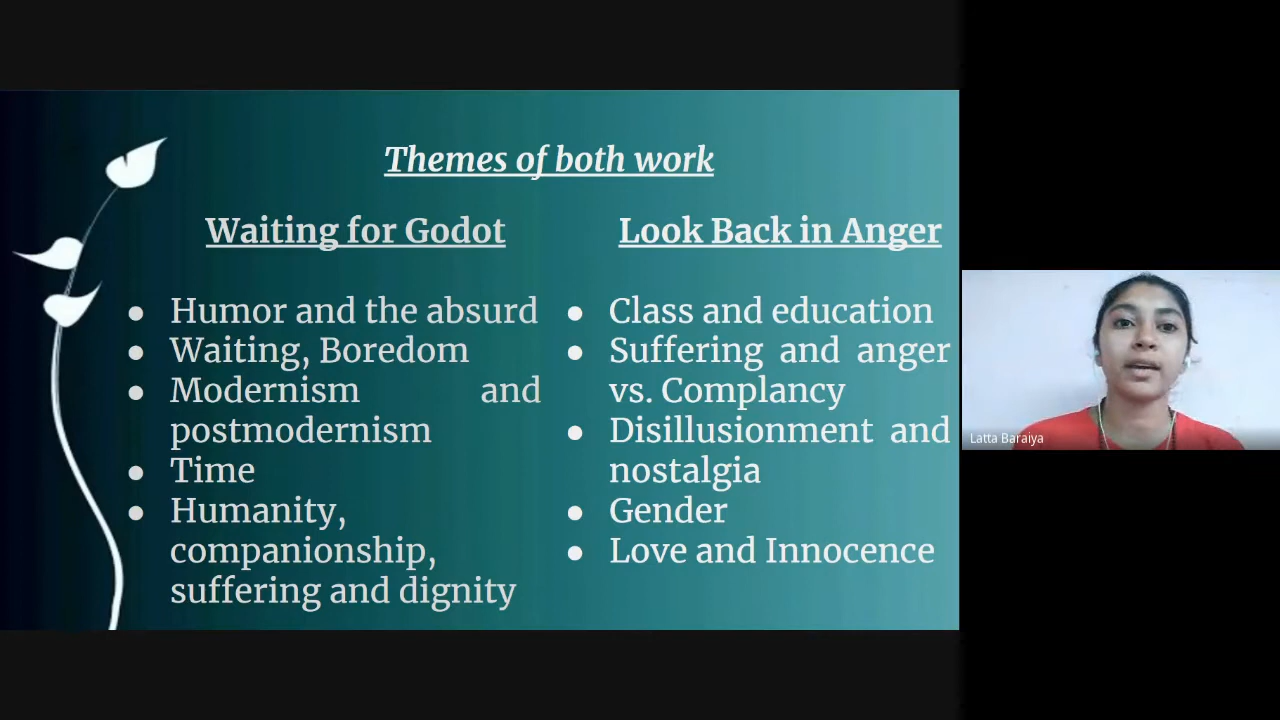 Themes of both work
Waiting for Godot
● Humor and the absurd
● Waiting, Boredom
● Modernism and
postmodernism
● Time
● Humanity,
companionship,
suffering and dignity
Look Back in Anger
● Class and education
● Suffering and anger
vs. Complancy
● Disillusionment and
nostalgia
● Gender
● Love and Innocence
Latta Baraiya